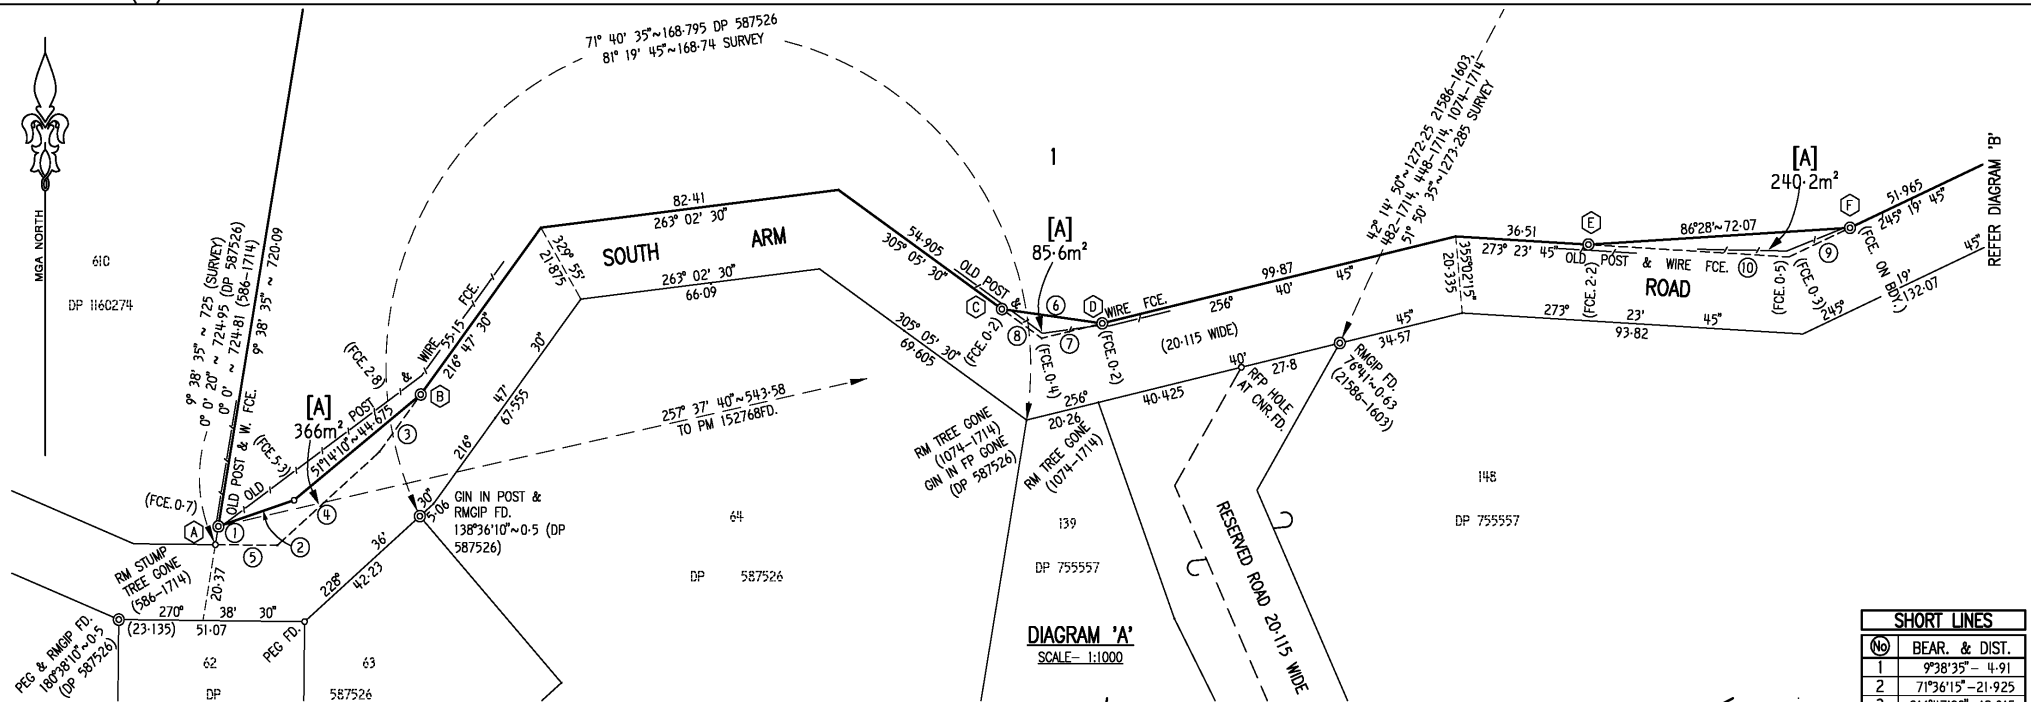 71° 40' 35"~168·795 DP 587526
81° 19' 45"~168·74 SURVEY
MGA NORTH
610
DP 1160274
9° 38' 35" ~ 725 (SURVEY)
0° 0' 20" ~ 724·95 (DP 587526)
0° 0' ~ 724·81 (586-1714)
9° 38' 35" ~ 720·09
OLD POST & W. FCE.
(FCE.0·7)
(FCE.5·3)
[A]
366m²
OLD POST & WIRE FCE.
(FCE.2·8)
51°14'10"~44·675
55·15
216° 47' 30"
A
B
1
2
3
4
5
82·41
263° 02' 30"
329° 55'
21·875
SOUTH ARM
263° 02' 30"
66·09
216° 47' 30"
67·555
54·905
305° 05' 30"
305° 05' 30"
69·605
OLD POST & WIRE FCE.
C
D
(FCE.0·2)
(FCE.0·4)
(FCE.0·2)
6
7
8
1
[A]
85·6m²
99·87
256° 40' 45"
(20·115 WIDE)
42° 14' 50"~1272·25 21586-1603,
482-1714, 448-1714, 1074-1714
51° 50' 35"~1273·285 SURVEY
355°02'15"
20·335
36·51
273° 23' 45"
E
86°28'~72·07
[A]
240·2m²
F
51·965
245° 19' 45"
OLD POST & WIRE FCE.
10
9
(FCE.2·2)
(FCE.0·5)
(FCE.0·3)
(FCE. ON BDY.)
ROAD
273° 23' 45"
93·82
245° 19' 45"
132·07
REFER DIAGRAM 'B'
257° 37' 40"~543·58
TO PM 152768FD.
256° 40' 45"
20·26
40·425
27·8
34·57
RFP HOLE
AT CNR.FD.
RMGIP FD.
76°41'~0·63
(21586-1603)
RM TREE GONE
(1074-1714)
GIN IN FP GONE
(DP 587526)
RM TREE GONE
(1074-1714)
GIN IN POST &
RMGIP FD.
138°36'10"~0·5 (DP
587526)
30"
5·06
228° 36'
42·23
RM STUMP
TREE GONE
(586-1714)
20·37
270° 38' 30"
(23·135) 51·07
PEG & RMGIP FD.
180°38'10"~0·5
(DP 587526)
PEG FD.
62
63
DP 587526
64
DP 587526
139
DP 755557
148
DP 755557
RESERVED ROAD 20·115 WIDE
DIAGRAM 'A'
SCALE- 1:1000
SHORT LINES
No BEAR. & DIST.
1 9°38'35"- 4·91
2 71°36'15"-21·925